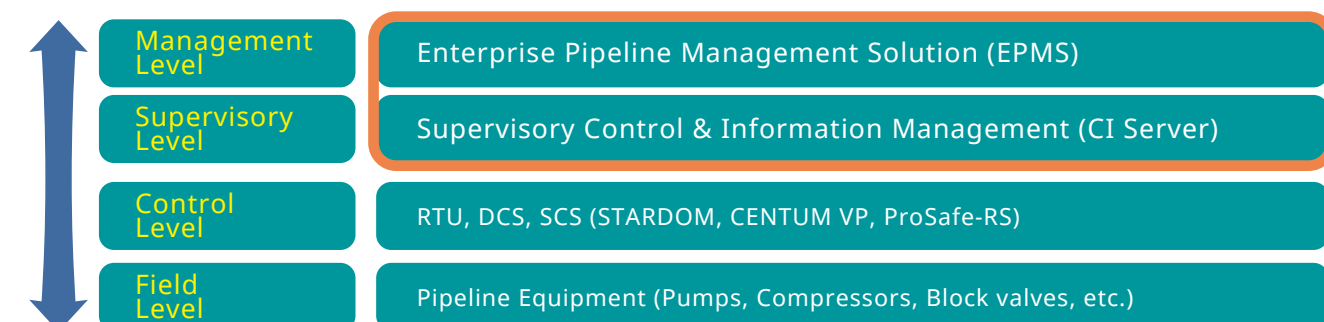 Management
Level
Enterprise Pipeline Management Solution (EPMS)
Supervisory
Level
Supervisory Control & Information Management (CI Server)
Control
Level
RTU, DCS, SCS (STARDOM, CENTUM VP, ProSafe-RS)
Field
Level
Pipeline Equipment (Pumps, Compressors, Block valves, etc.)